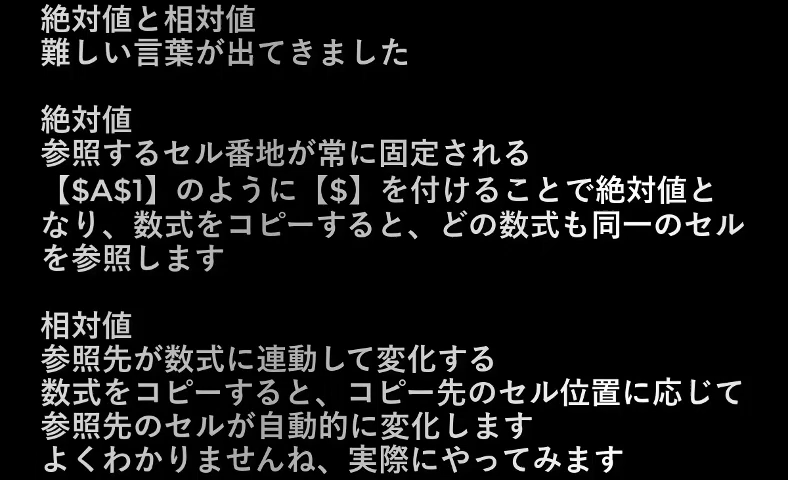 絶対値と相対値
難しい言葉が出てきました
絶対値
参照するセル番地が常に固定される
【$A$1】のように【$】を付けることで絶対値と
なり、数式をコピーすると、どの数式も同一のセル
を参照します
相対値
参照先が数式に連動して変化する
数式をコピーすると、コピー先のセル位置に応じて
参照先のセルが自動的に変化します
よくわかりませんね、実際にやってみます